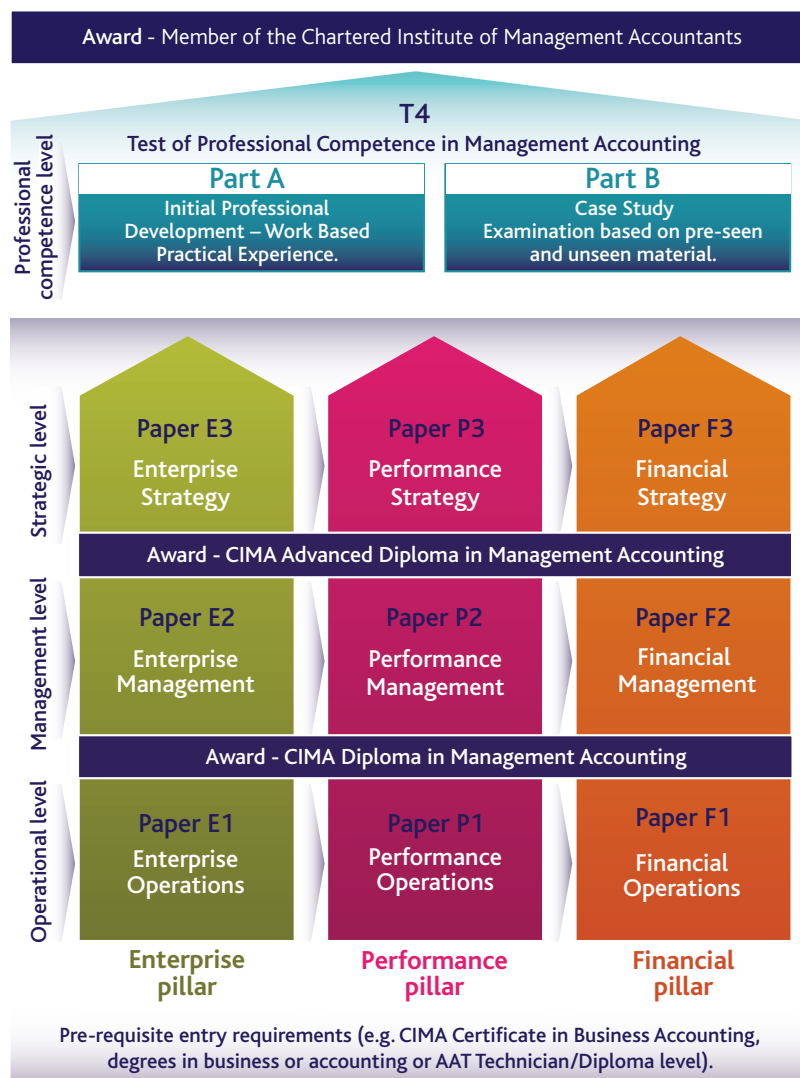 Award - Member of the Chartered Institute of Management Accountants
T4
Test of Professional Competence in Management Accounting
Professional
competence level
Part A
Initial Professional
Development – Work Based
Practical Experience.
Part B
Case Study
Examination based on pre-seen
and unseen material.
Strategic level
Paper E3
Enterprise
Strategy
Paper P3
Performance
Strategy
Paper F3
Financial
Strategy
Award - CIMA Advanced Diploma in Management Accounting
Management level
Paper E2
Enterprise
Management
Paper P2
Performance
Management
Paper F2
Financial
Management
Award - CIMA Diploma in Management Accounting
Operational level
Paper E1
Enterprise
Operations
Paper P1
Performance
Operations
Paper F1
Financial
Operations
Enterprise
pillar
Performance
pillar
Financial
pillar
Pre-requisite entry requirements (e.g. CIMA Certificate in Business Accounting,
degrees in business or accounting or AAT Technician/Diploma level).